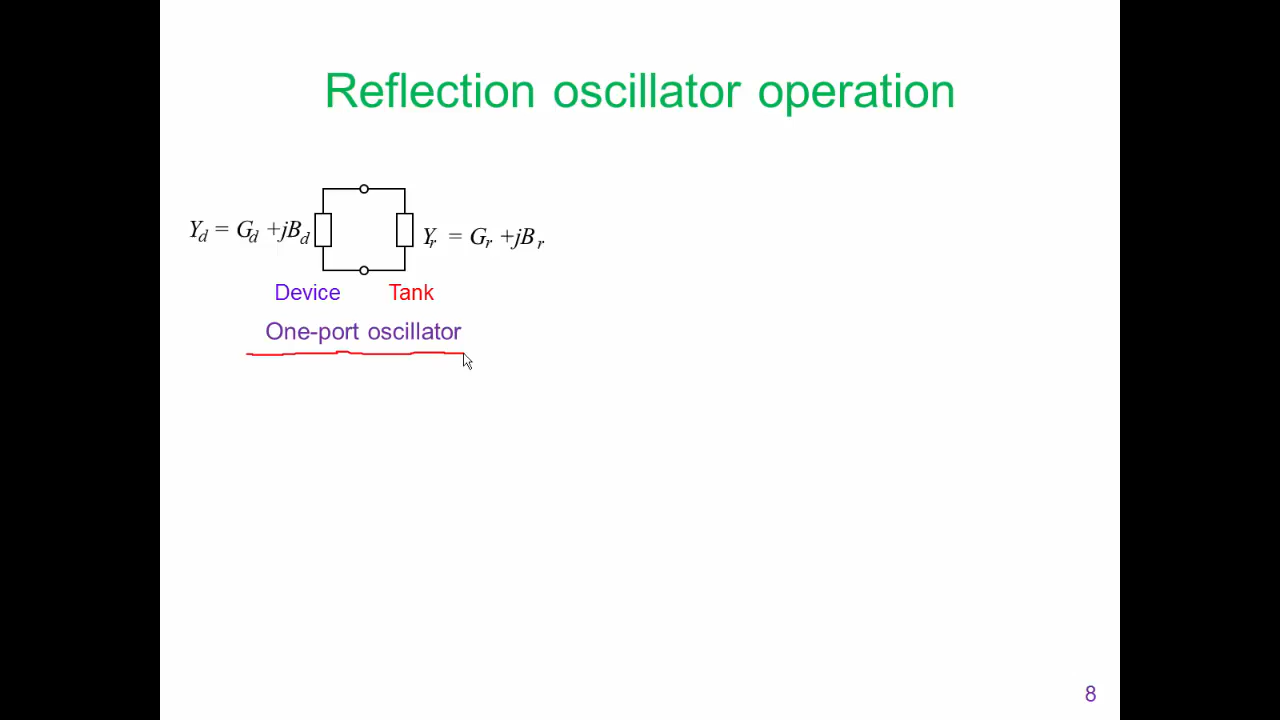 Reflection oscillator operation
Yd = Gd +jBd
Yr = Gr +jBr
Device Tank
One-port oscillator
8